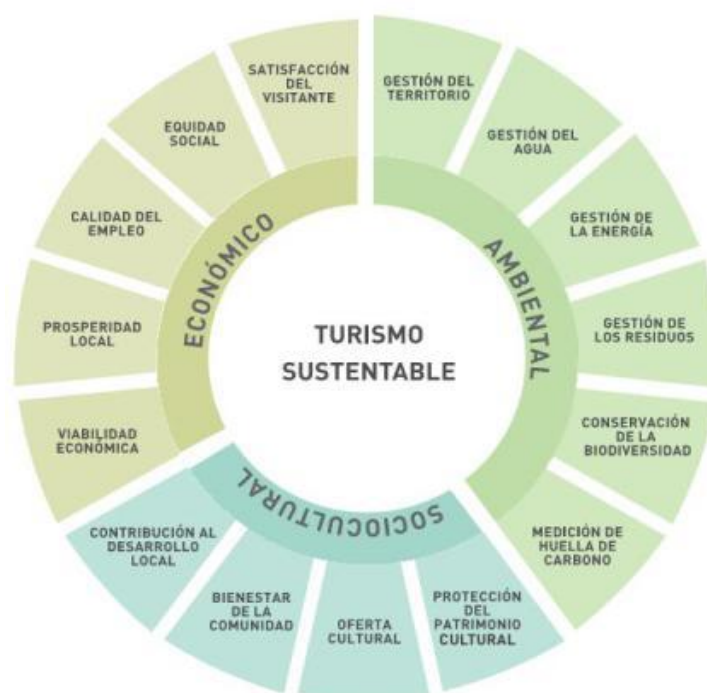 TURISMO
SUSTENTABLE
AMBIENTAL
GESTIÓN DEL
TERRITORIO
GESTIÓN DEL
AGUA
GESTIÓN DE
LA ENERGÍA
GESTIÓN DE
LOS RESIDUOS
CONSERVACIÓN
DE LA
BIODIVERSIDAD
MEDICIÓN DE
HUELLA DE
CARBONO
SOCIOCULTURAL
PROTECCIÓN
DEL
PATRIMONIO
CULTURAL
OFERTA
CULTURAL
BIENESTAR
DE LA
COMUNIDAD
CONTRIBUCIÓN AL
DESARROLLO
LOCAL
ECONÓMICO
VIABILIDAD
ECONÓMICA
PROSPERIDAD
LOCAL
CALIDAD DEL
EMPLEO
EQUIDAD
SOCIAL
SATISFACCIÓN
DEL
VISITANTE